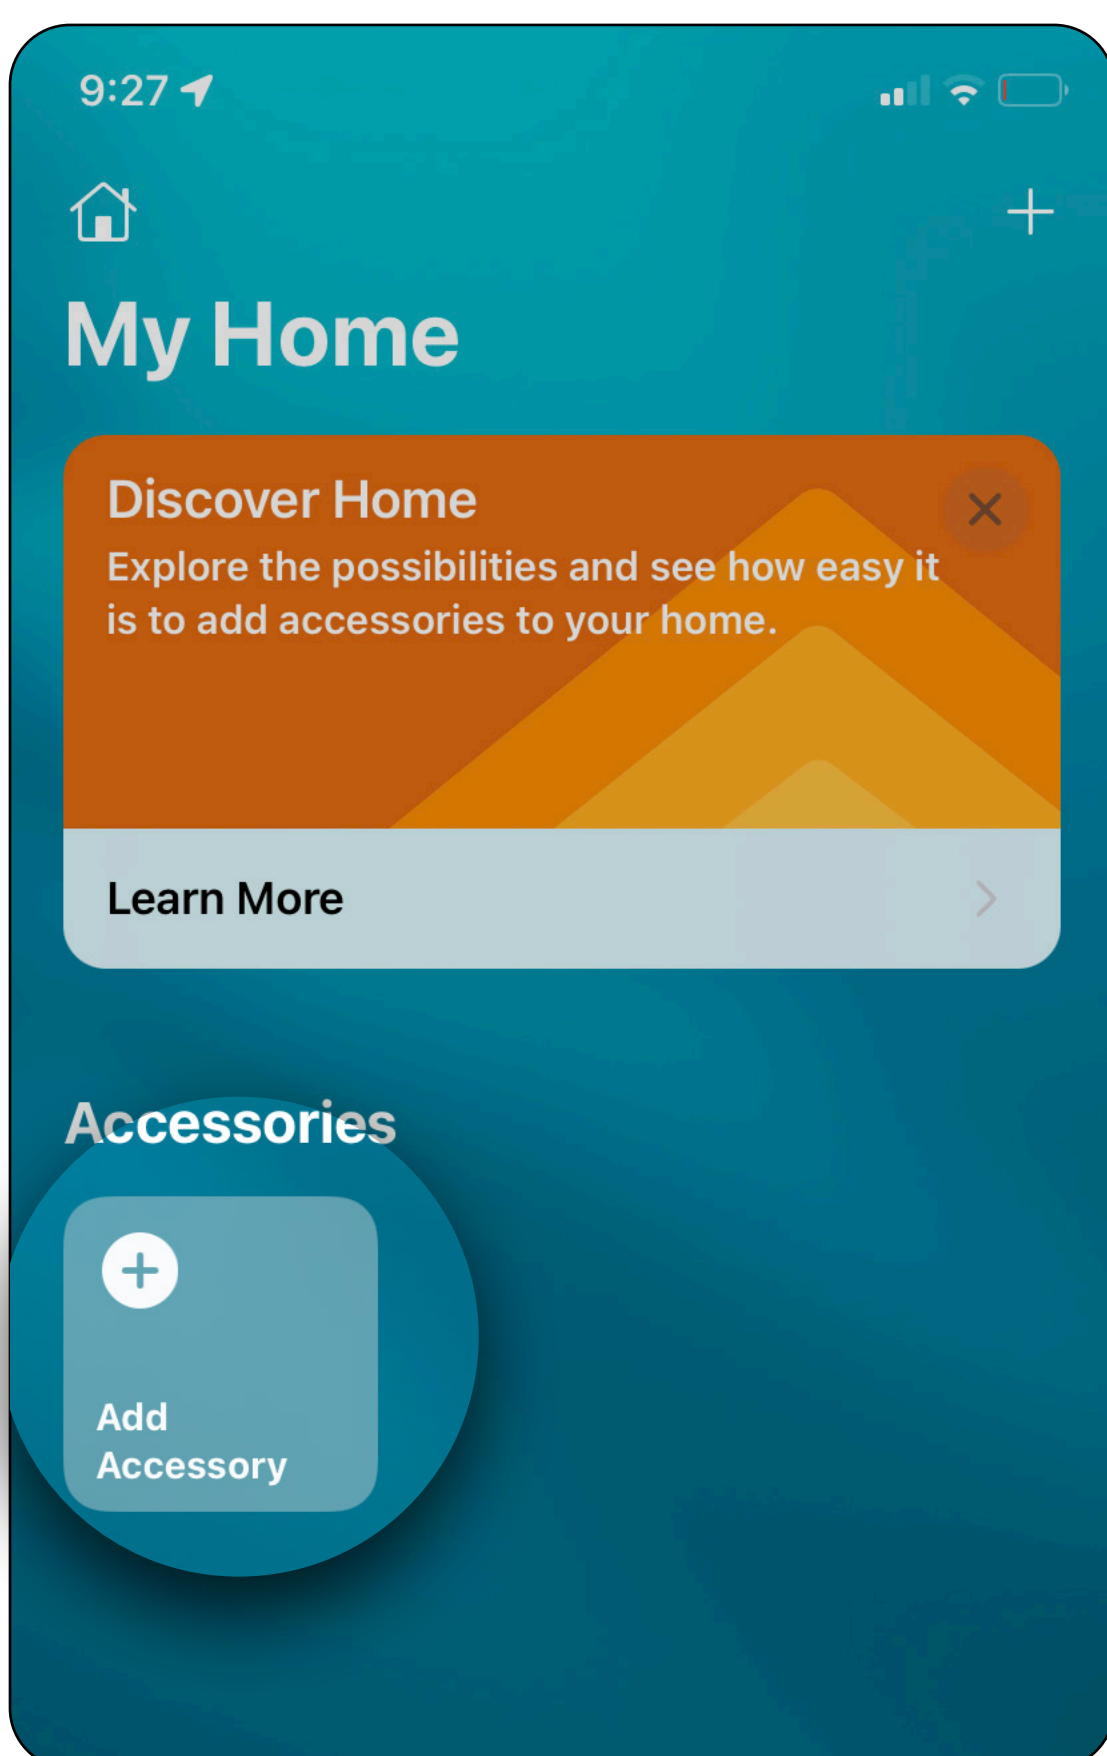 9:27
My Home
Discover Home
Explore the possibilities and see how easy it
is to add accessories to your home.
Learn More
Accessories
Add
Accessory